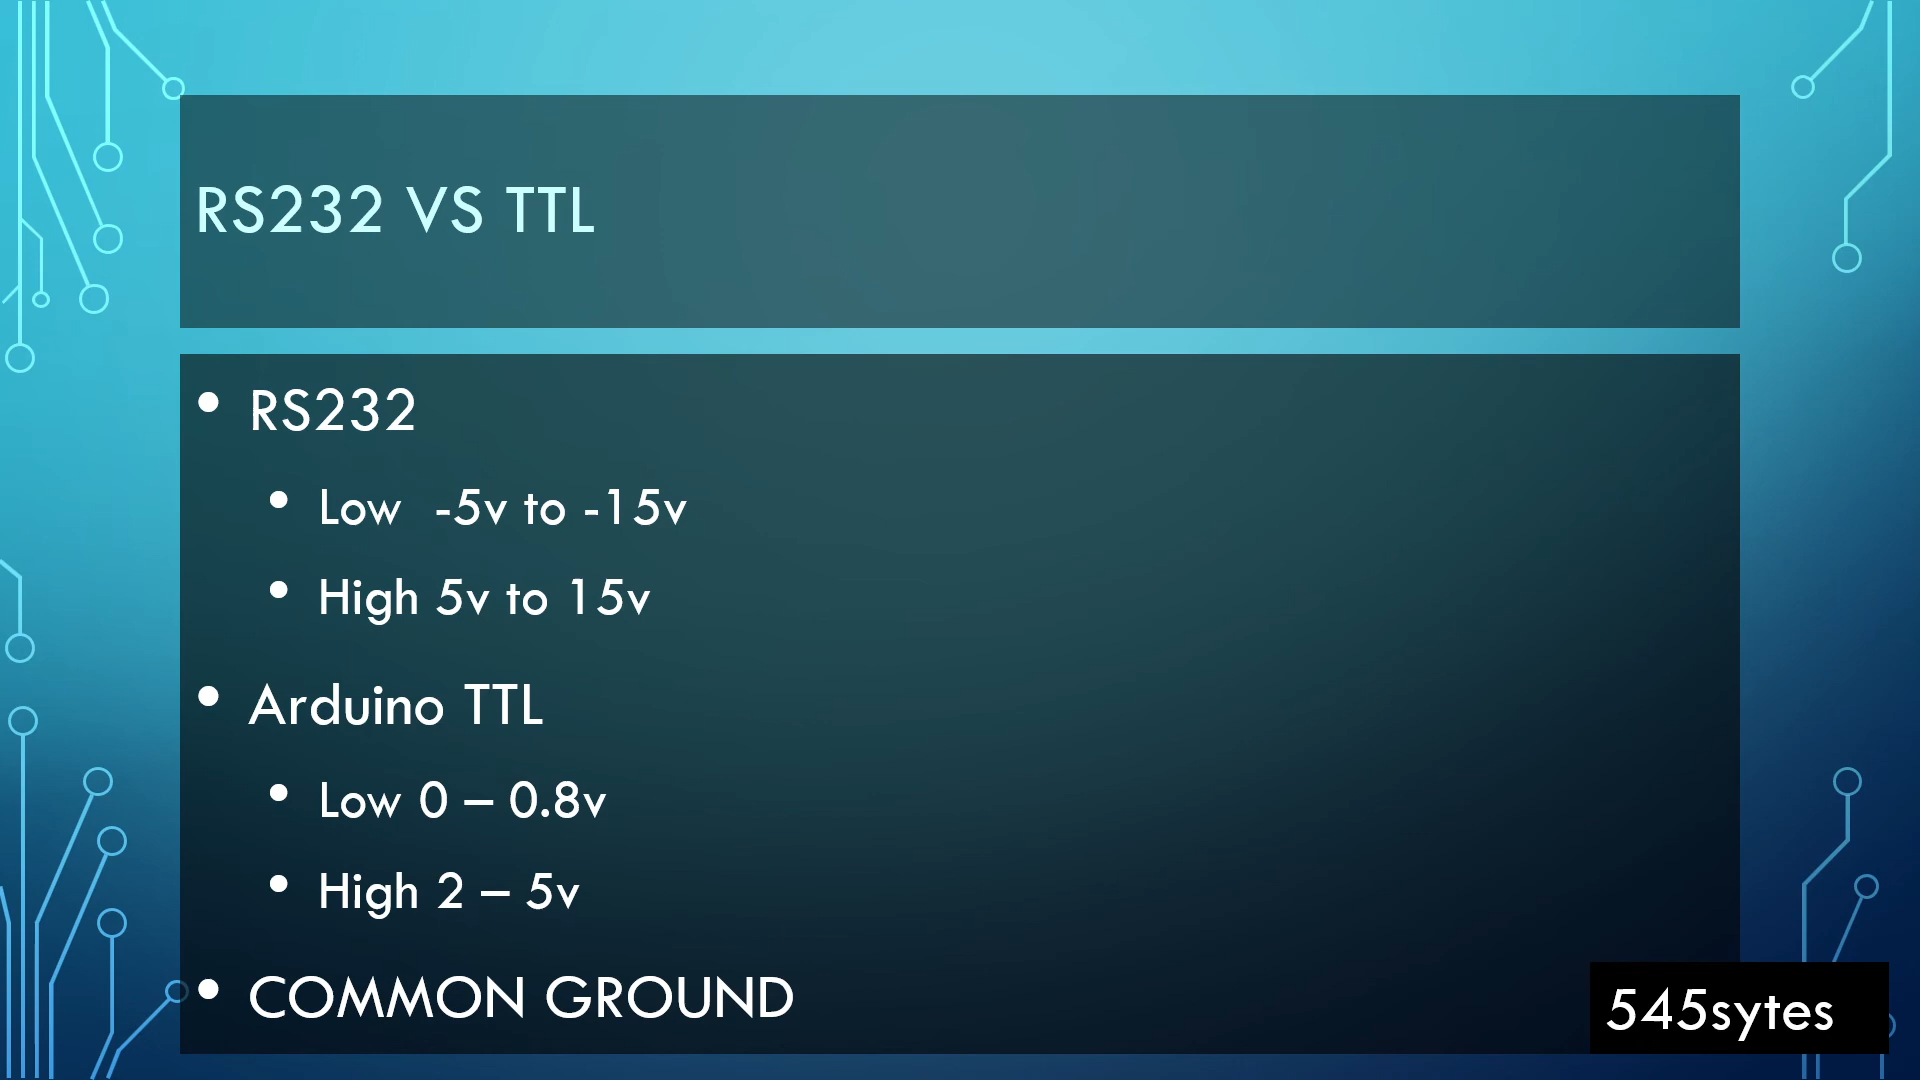 RS232 VS TTL
• RS232
• Low -5v to -15v
• High 5v to 15v
• Arduino TTL
• Low 0 – 0.8v
• High 2 – 5v
• COMMON GROUND
545sytes